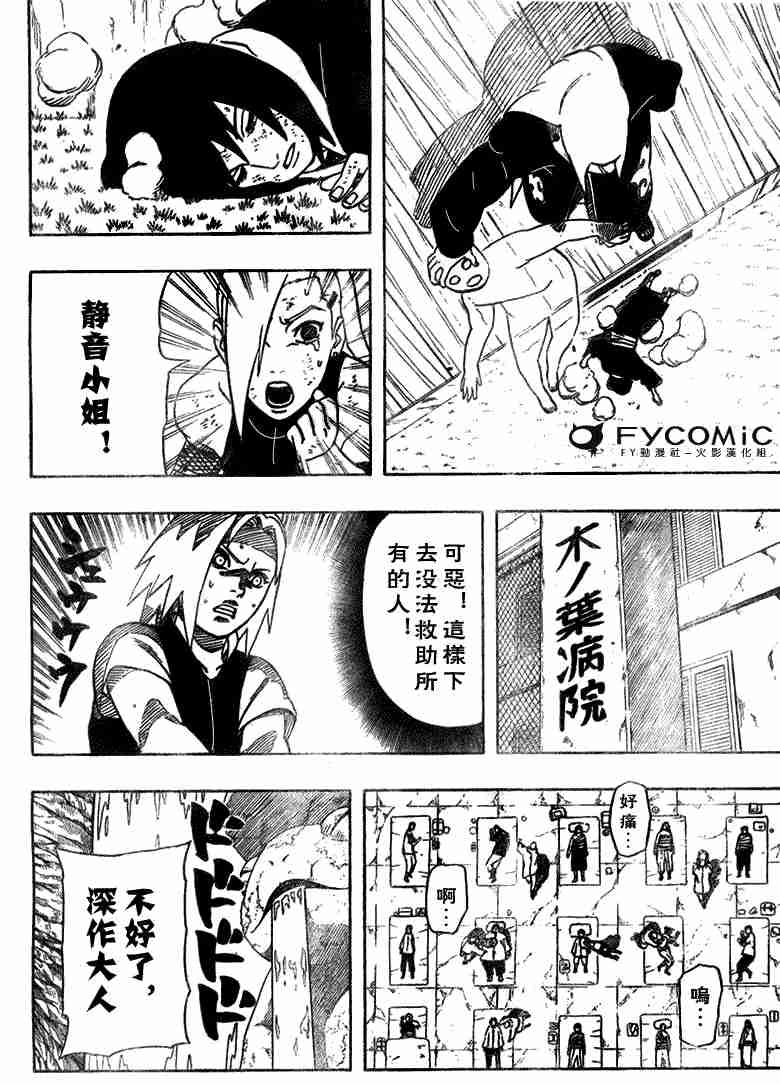 FYCOMIC
FY動漫社—火影漢化組
靜音小姐！
木ノ葉病院
可惡！這樣下
去没法救助所
有的人！
好痛…
啊…
嗚…
ドドドドド
不好了，
深作大人